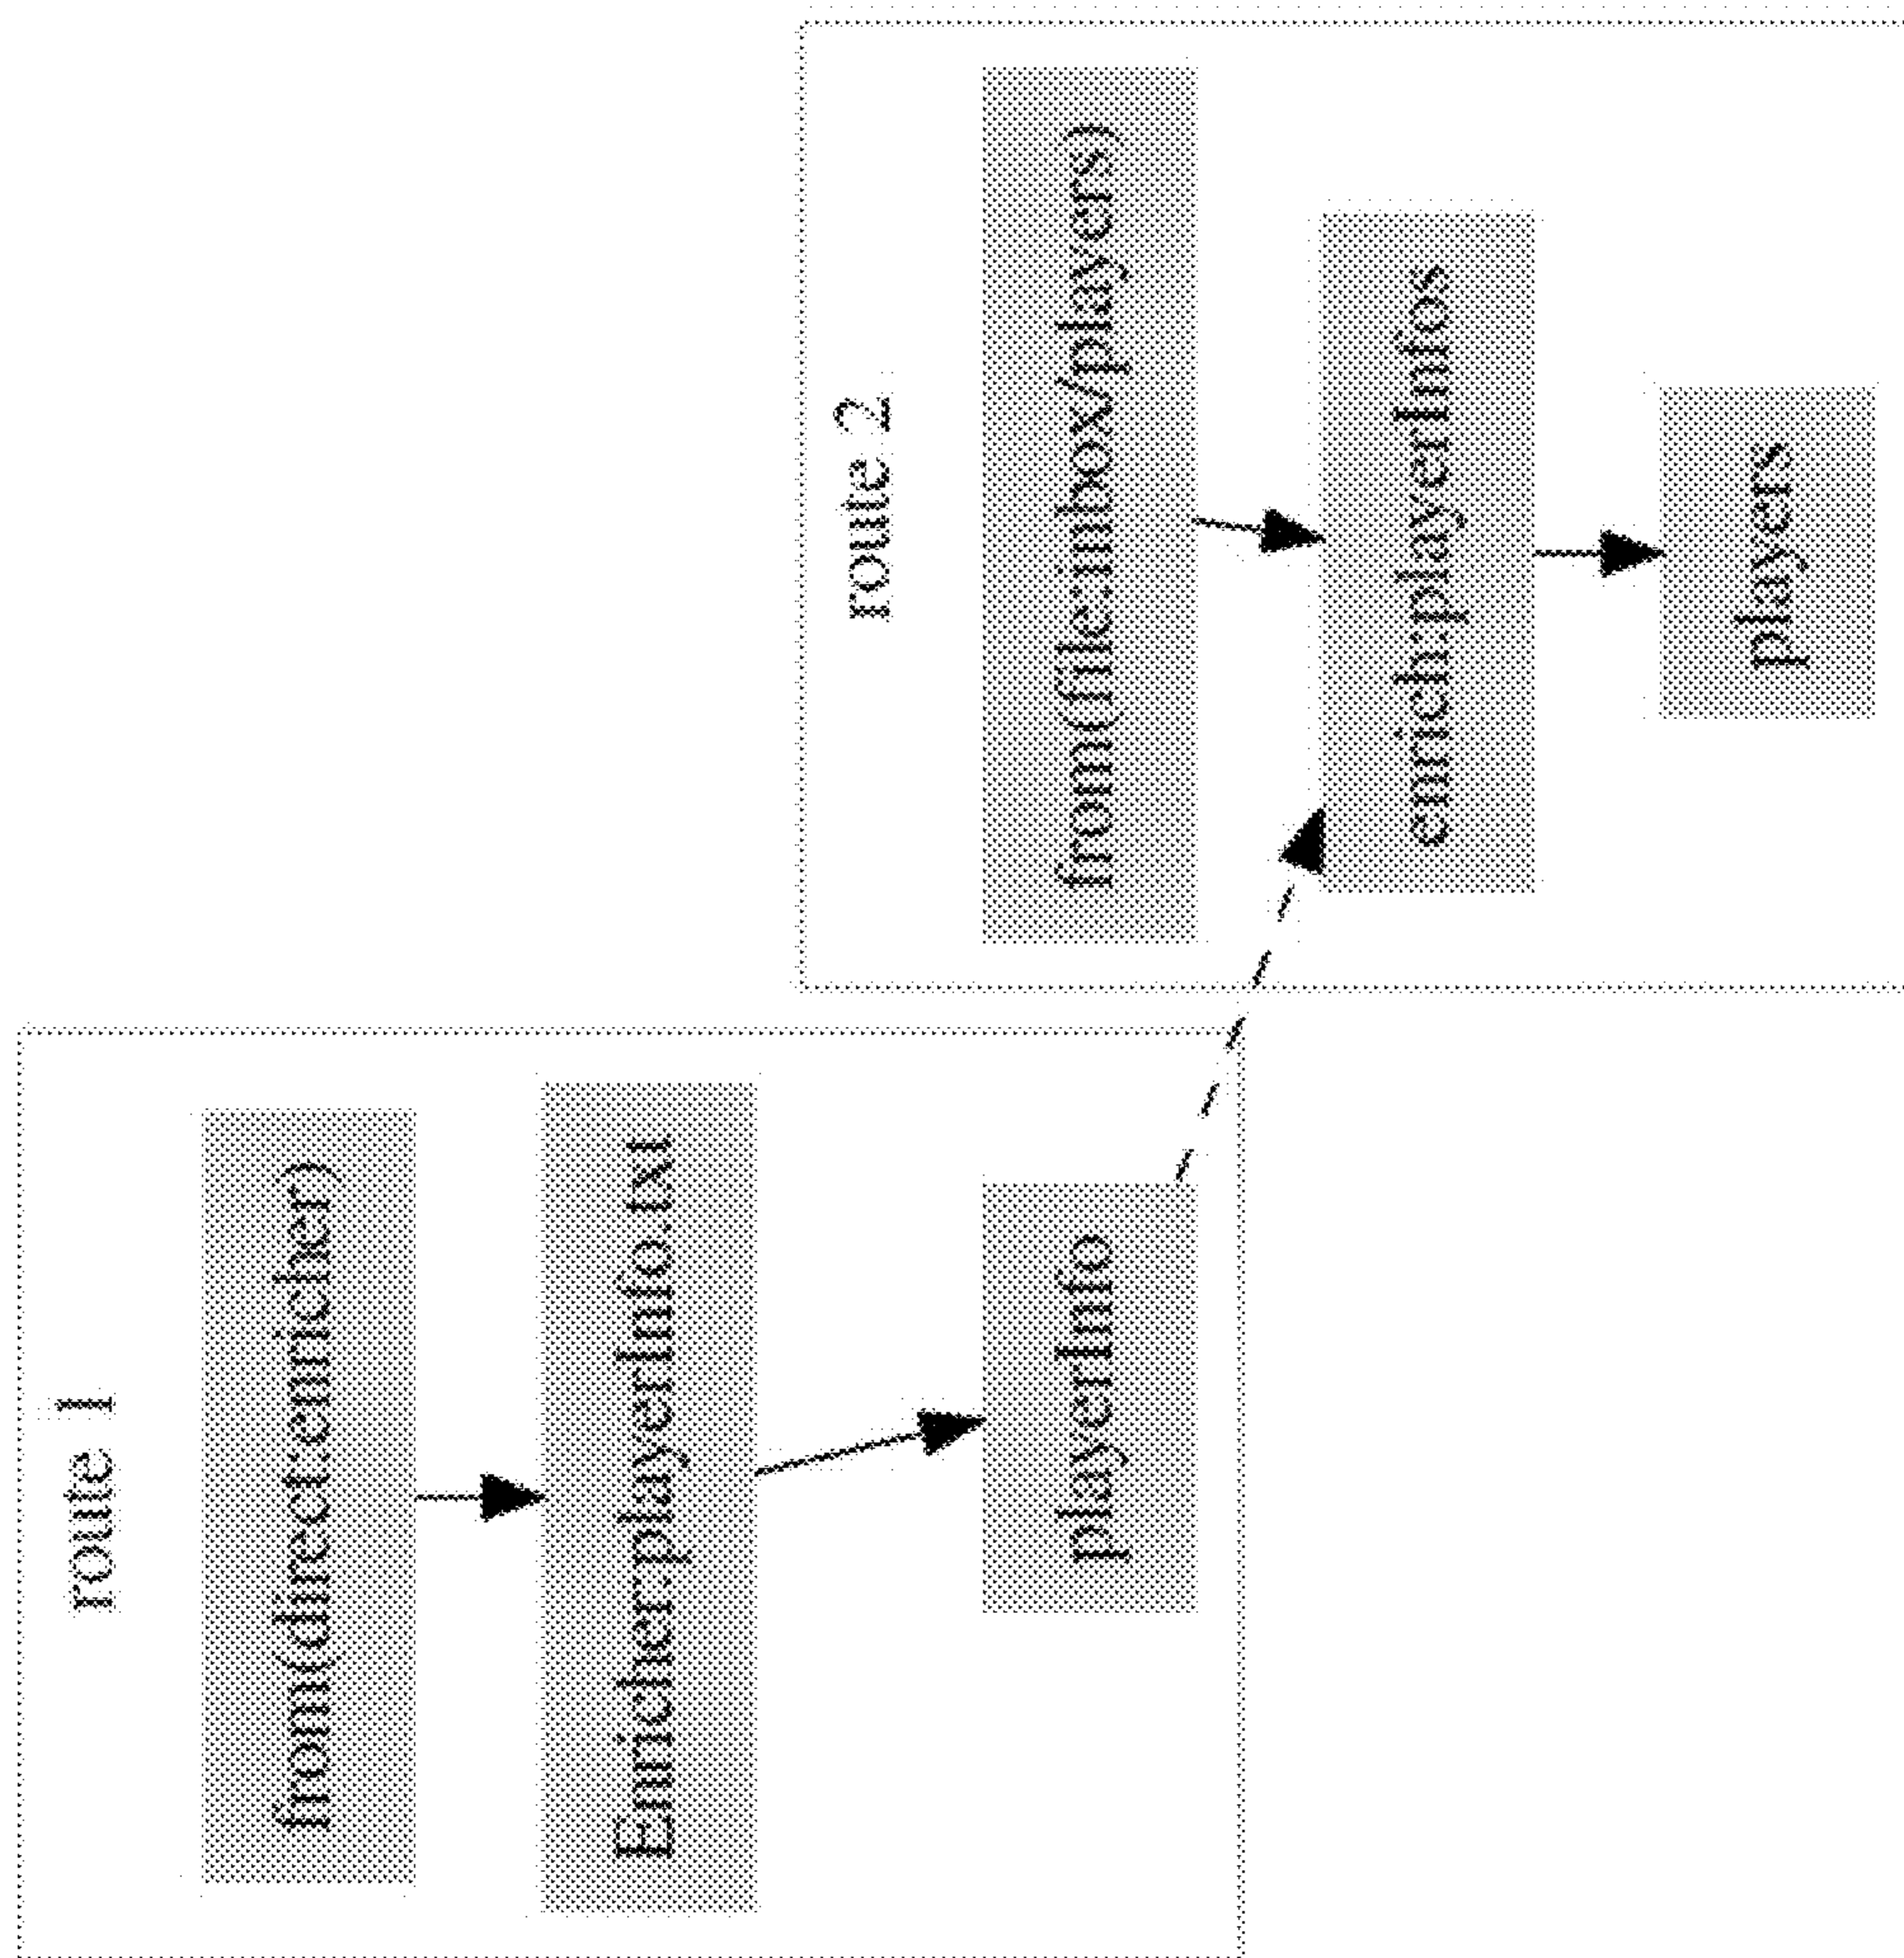 route 1
from(direct:enricher)
Enricher:playerInfo.txt
playerInfo
route 2
from(file:inbox/players)
enrich:playerInfos
players